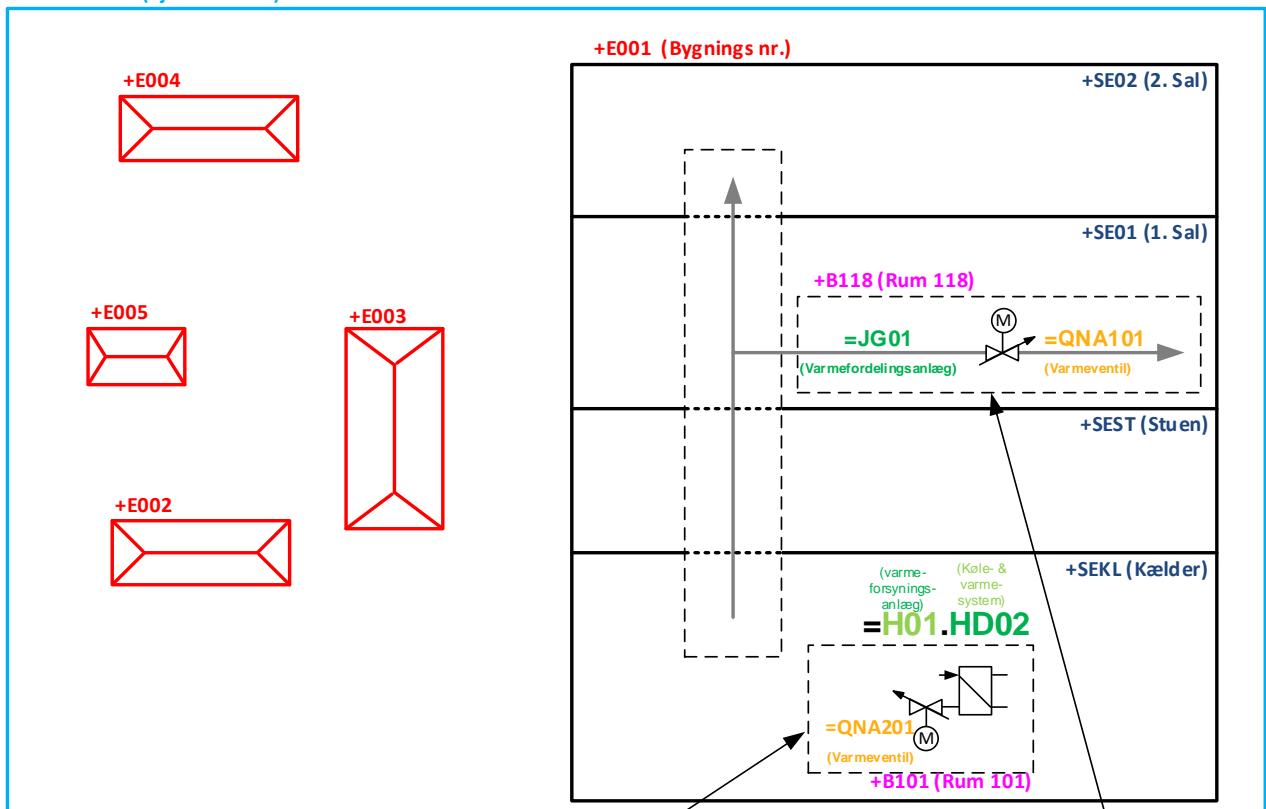 +E001 (Bygnings nr.)
+E004
+SE02 (2. Sal)
+SE01 (1. Sal)
+B118 (Rum 118)
+E005
+E003
M
=JG01
=QNA101
(Varmefordelingsanlæg)
(Varmeventil)
+SEST (Stuen)
+E002
+SEKL (Kælder)
(varme-
forsynings-
anlæg)
(Køle- &
varme-
system)
=H01.HD02
=QNA201
M
(Varmeventil)
+B101 (Rum 101)